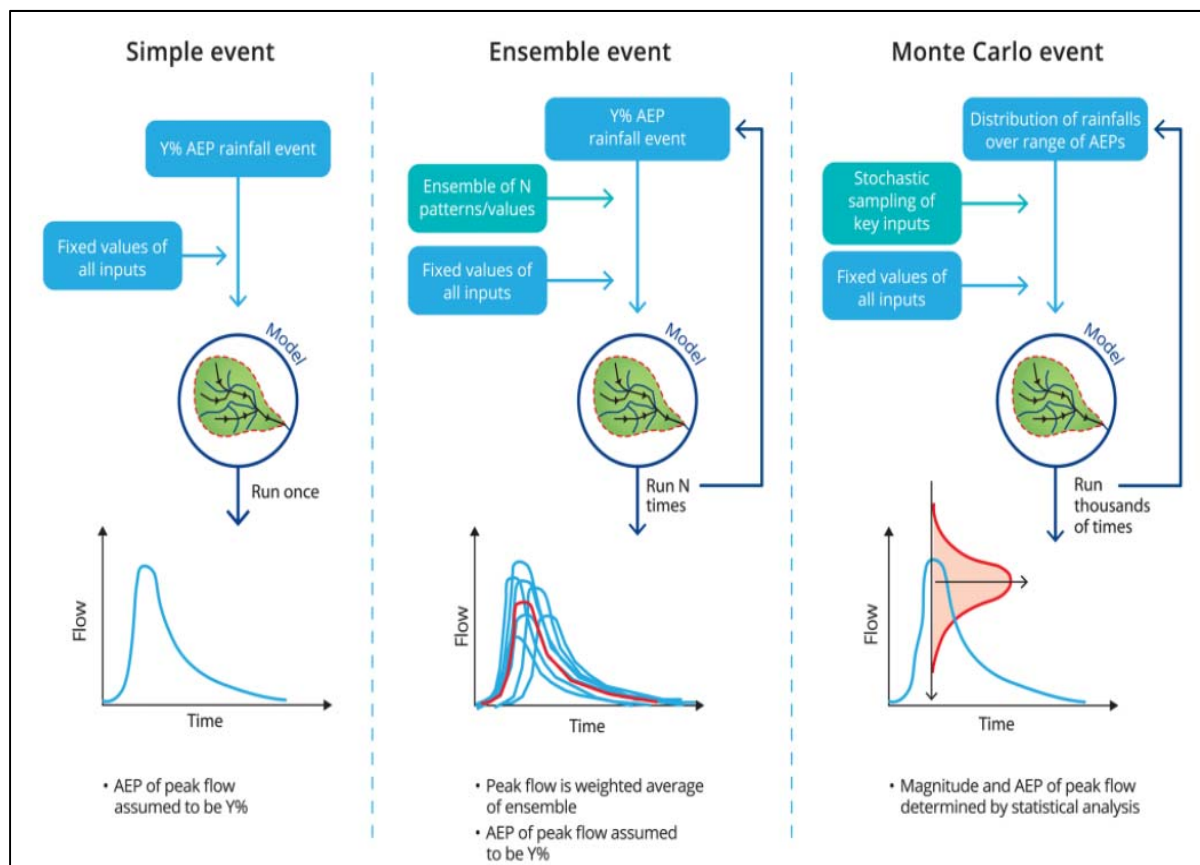 Simple event
Y% AEP rainfall event
Fixed values of
all inputs
Model
Run once
Flow
Time
• AEP of peak flow
assumed to be Y%
Ensemble event
Y% AEP
rainfall event
Ensemble of N
patterns/values
Fixed values of
all inputs
Model
Run N
times
Flow
Time
• Peak flow is weighted average
of ensemble
• AEP of peak flow assumed
to be Y%
Monte Carlo event
Distribution of rainfalls
over range of AEPs
Stochastic
sampling of
key inputs
Fixed values of
all inputs
Model
Run
thousands
of times
Flow
Time
• Magnitude and AEP of peak flow
determined by statistical analysis